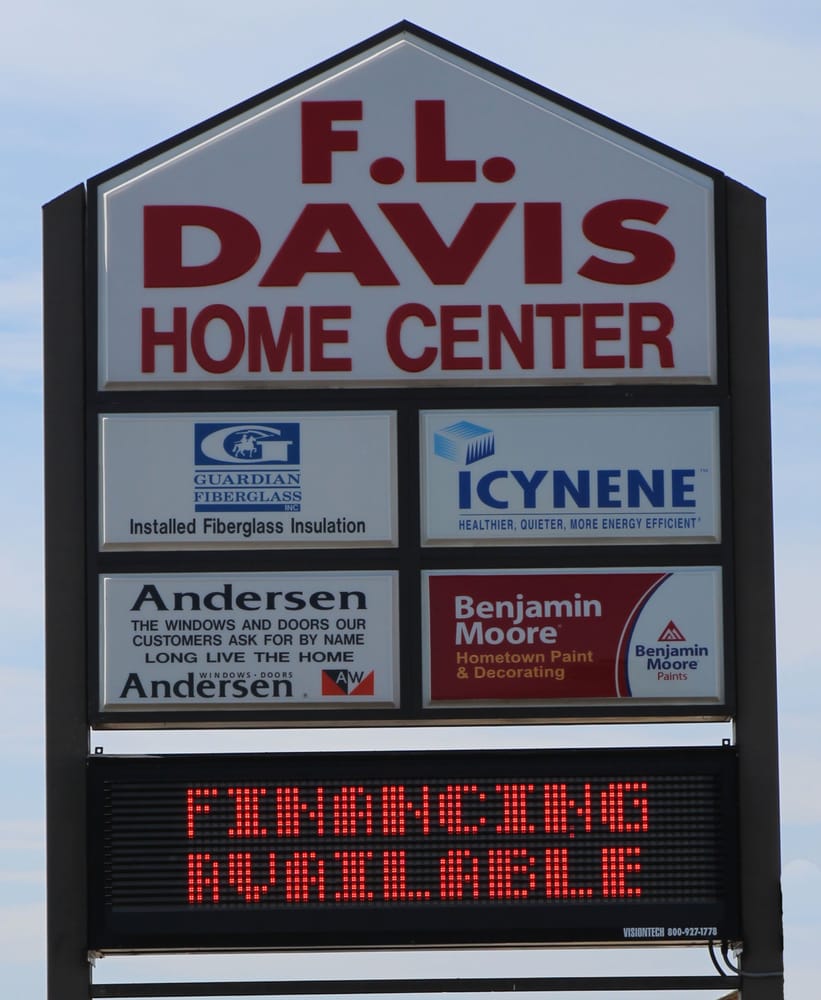 F.L.
DAVIS
HOME CENTER
G
GUARDIAN
FIBERGLASS
INC
Installed Fiberglass Insulation
ICYNENE™
HEALTHIER, QUIETER, MORE ENERGY EFFICIENT
Andersen
THE WINDOWS AND DOORS OUR
CUSTOMERS ASK FOR BY NAME
LONG LIVE THE HOME
WINDOWS · DOORS
Andersen AW
Benjamin
Moore
Hometown Paint
& Decorating
Benjamin
Moore
Paints
FINANCING
AVAILABLE
VISIONTECH 800-927-1778